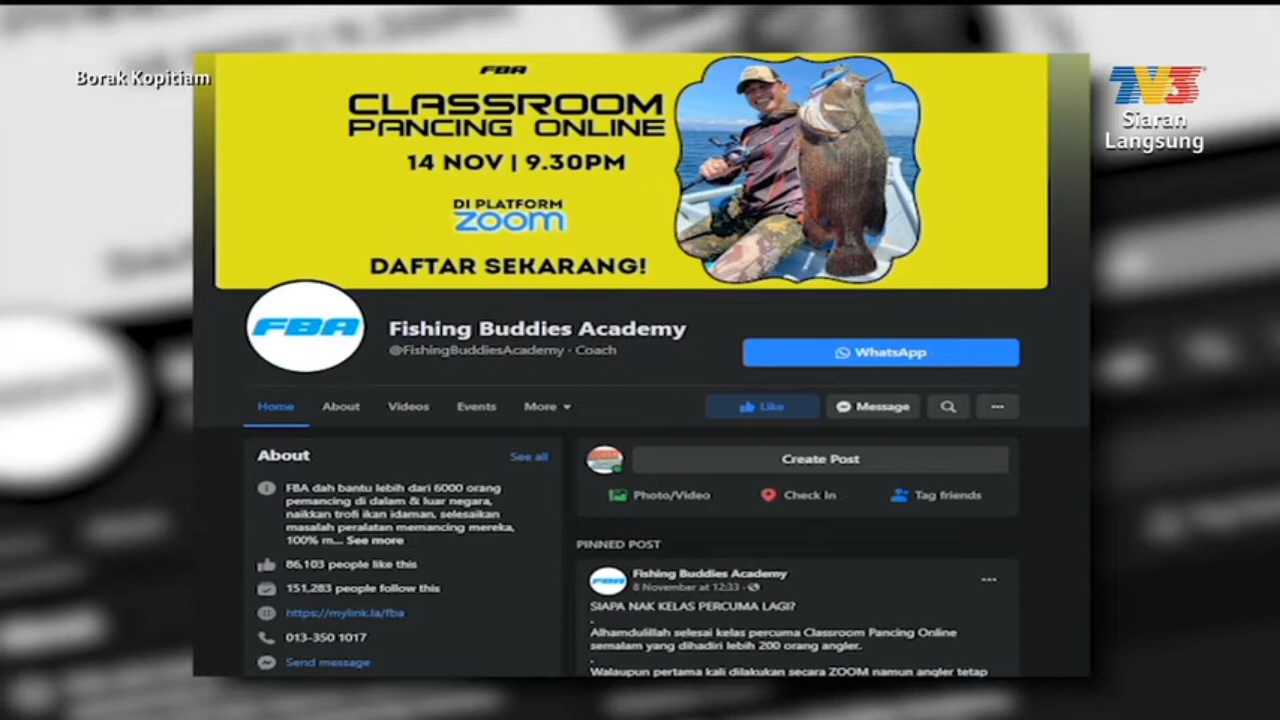 Borak Kopitiam
TV3
Siaran
Langsung
FBA
CLASSROOM
PANCING ONLINE
14 NOV | 9.30PM
DI PLATFORM
zoom
DAFTAR SEKARANG!
FBA
Fishing Buddies Academy
@FishingBuddiesAcademy · Coach
WhatsApp
Home About Videos Events More
Like Message
About See all
FBA dah bantu lebih dari 6000 orang
pemancing di dalam & luar negara,
naikkan trofi ikan idaman, selesaikan
masalah peralatan memancing mereka,
100% m... See more
86,103 people like this
151,283 people follow this
https://mylink.la/fba
013-350 1017
Send message
Create Post
Photo/Video Check In Tag friends
PINNED POST
FBA
Fishing Buddies Academy
8 November at 12:33 ·
SIAPA NAK KELAS PERCUMA LAGI?
.
Alhamdulillah selesai kelas percuma Classroom Pancing Online
semalam yang dihadiri lebih 200 orang angler.
.
Walaupun pertama kali dilakukan secara ZOOM namun angler tetap